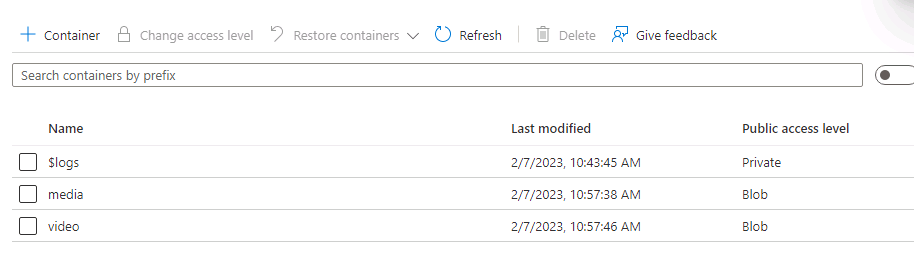 Container Change access level Restore containers Refresh Delete Give feedback
Search containers by prefix
Name Last modified Public access level
$logs 2/7/2023, 10:43:45 AM Private
media 2/7/2023, 10:57:38 AM Blob
video 2/7/2023, 10:57:46 AM Blob